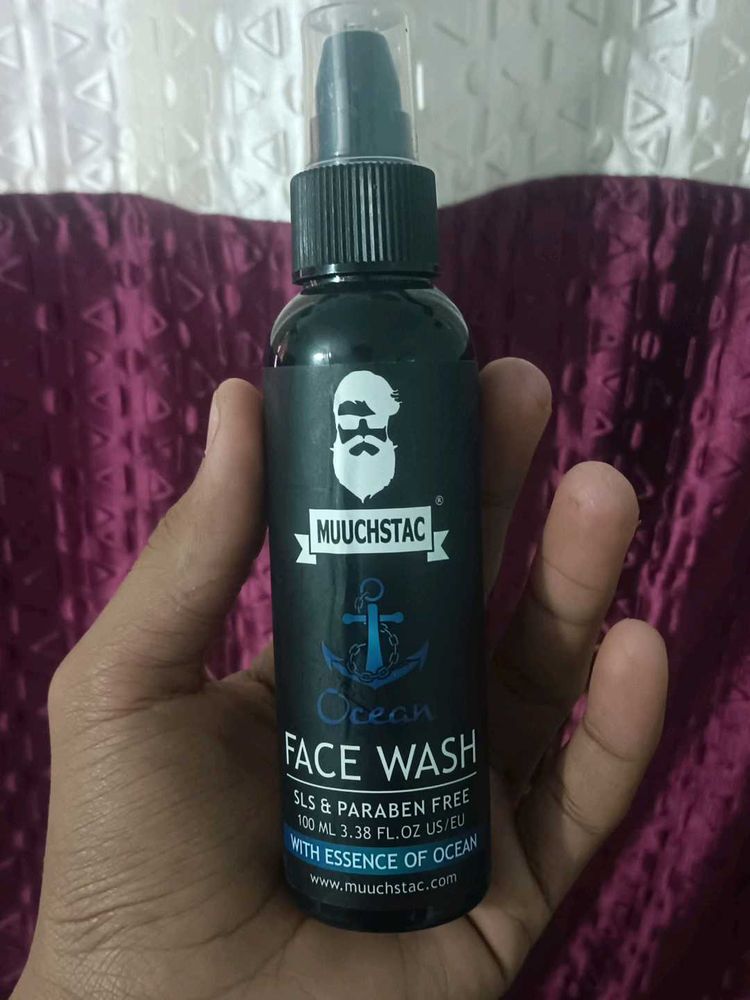 ®
MUUCHSTAC
Ocean
FACE WASH
SLS & PARABEN FREE
100 ML 3.38 FL.OZ US/EU
WITH ESSENCE OF OCEAN
www.muuchstac.com